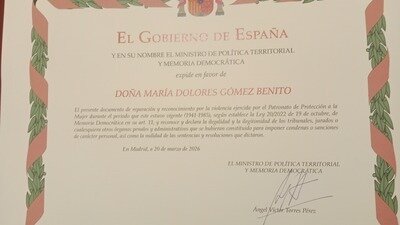 EL GOBIERNO DE ESPAÑA
Y EN SU NOMBRE EL MINISTRO DE POLÍTICA TERRITORIAL
Y MEMORIA DEMOCRÁTICA
expide en favor de
DOÑA MARÍA DOLORES GÓMEZ BENITO
El presente documento de reparación y reconocimiento por la violencia ejercida por el Patronato de Protección a la
Mujer durante el periodo que este estuvo vigente (1941-1985), según establece la Ley 20/2022 de 19 de octubre, de
Memoria Democrática en su art. 11, y reconoce y declara la ilegalidad y la ilegitimidad de los tribunales, jurados o
cualesquiera otros órganos penales y administrativos que se hubieran constituido para imponer condenas o sanciones
de carácter personal, así como la nulidad de las sentencias y resoluciones que dictaron.
En Madrid, a 20 de marzo de 2026
EL MINISTRO DE POLÍTICA TERRITORIAL
Y MEMORIA DEMOCRÁTICA
Ángel Víctor Torres Pérez